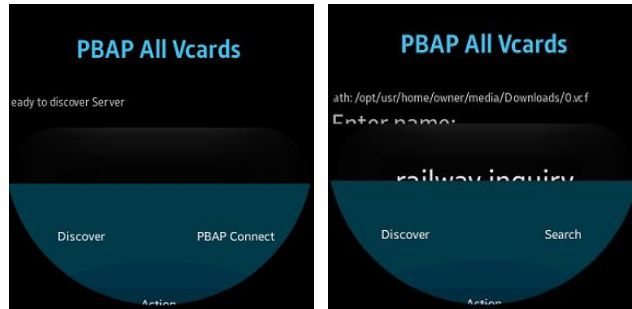 PBAP All Vcards
eady to discover Server
Discover
PBAP Connect
Action
PBAP All Vcards
ath: /opt/usr/home/owner/media/Downloads/0.vcf
Enter name:
railway inquiry
Discover
Search
Action